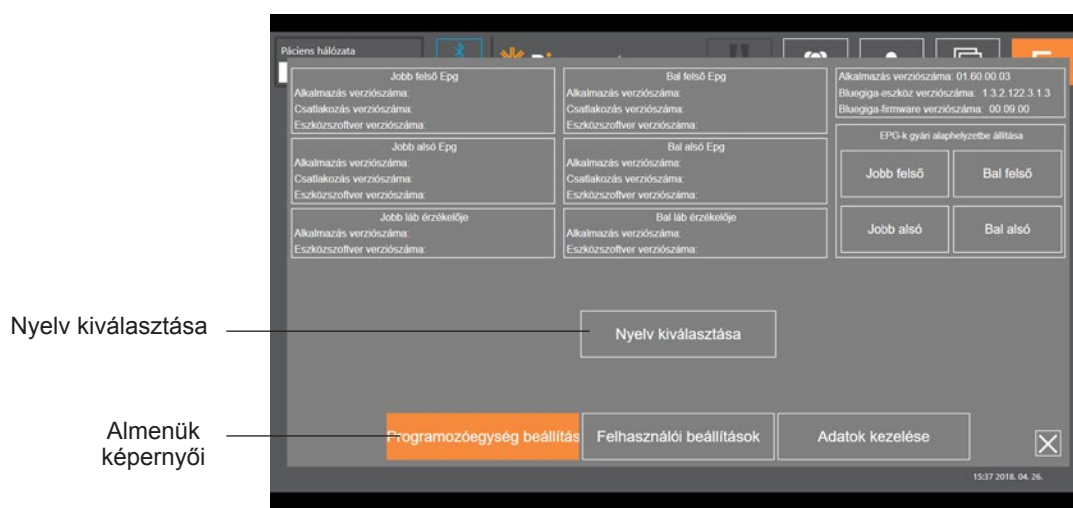 Páciens hálózata
Jobb felső Epg
Alkalmazás verziószáma:
Csatlakozás verziószáma:
Eszközszoftver verziószáma:
Bal felső Epg
Alkalmazás verziószáma:
Csatlakozás verziószáma:
Eszközszoftver verziószáma:
Alkalmazás verziószáma: 01.60.00.03
Bluegiga-eszköz verziószáma: 1.3.2.122.3.1.3
Bluegiga-firmware verziószáma: 00.09.00
Jobb alsó Epg
Alkalmazás verziószáma:
Csatlakozás verziószáma:
Eszközszoftver verziószáma:
Bal alsó Epg
Alkalmazás verziószáma:
Csatlakozás verziószáma:
Eszközszoftver verziószáma:
EPG-k gyári alaphelyzetbe állítása
Jobb felső
Bal felső
Jobb alsó
Bal alsó
Jobb láb érzékelője
Alkalmazás verziószáma:
Eszközszoftver verziószáma:
Bal láb érzékelője
Alkalmazás verziószáma:
Eszközszoftver verziószáma:
Nyelv kiválasztása
Nyelv kiválasztása
Almenük
képernyői
Programozóegység beállítás
Felhasználói beállítások
Adatok kezelése
15:37 2018. 04. 26.